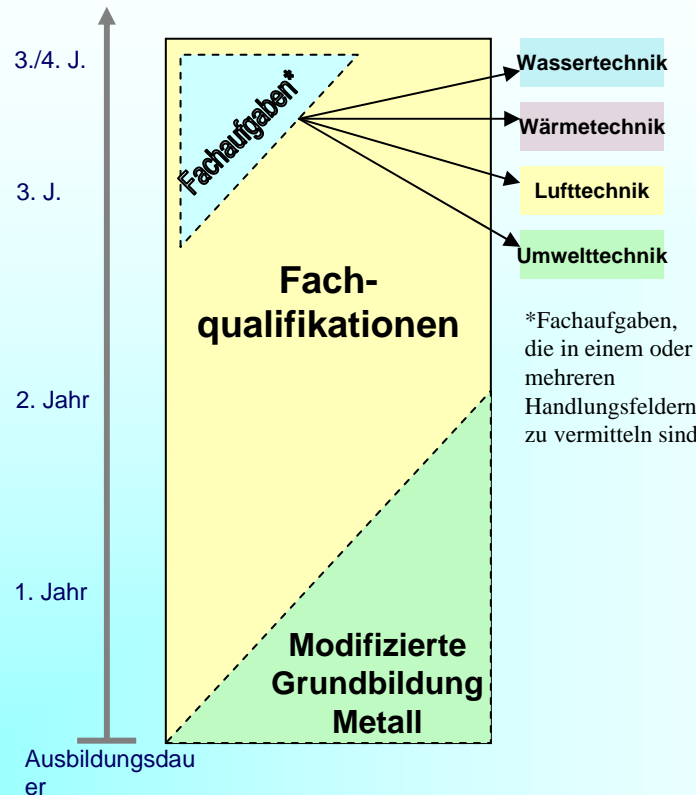 3./4. J.
3. J.
2. Jahr
1. Jahr
Ausbildungsdau
er
Fachaufgaben*
Fach-
qualifikationen
Modifizierte
Grundbildung
Metall
Wassertechnik
Wärmetechnik
Lufttechnik
Umwelttechnik
*Fachaufgaben,
die in einem oder
mehreren
Handlungsfeldern
zu vermitteln sind